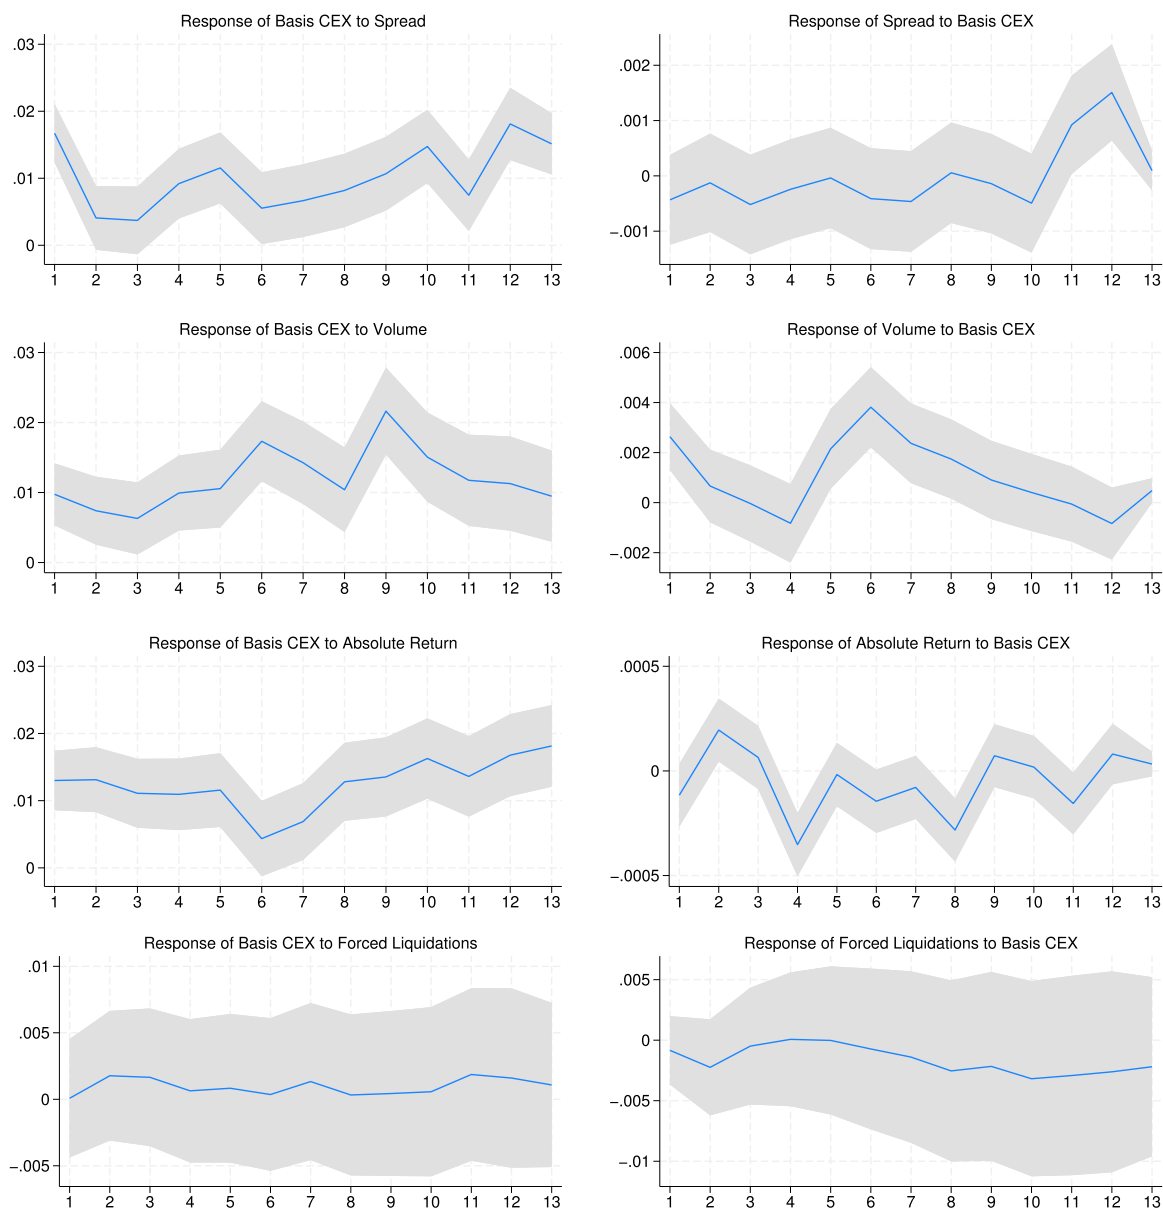 Response of Basis CEX to Spread
.03
.02
.01
0
1 2 3 4 5 6 7 8 9 10 11 12 13
Response of Spread to Basis CEX
.002
.001
0
−.001
1 2 3 4 5 6 7 8 9 10 11 12 13
Response of Basis CEX to Volume
.03
.02
.01
0
1 2 3 4 5 6 7 8 9 10 11 12 13
Response of Volume to Basis CEX
.006
.004
.002
0
−.002
1 2 3 4 5 6 7 8 9 10 11 12 13
Response of Basis CEX to Absolute Return
.03
.02
.01
0
1 2 3 4 5 6 7 8 9 10 11 12 13
Response of Absolute Return to Basis CEX
.0005
0
−.0005
1 2 3 4 5 6 7 8 9 10 11 12 13
Response of Basis CEX to Forced Liquidations
.01
.005
0
−.005
1 2 3 4 5 6 7 8 9 10 11 12 13
Response of Forced Liquidations to Basis CEX
.005
0
−.005
−.01
1 2 3 4 5 6 7 8 9 10 11 12 13